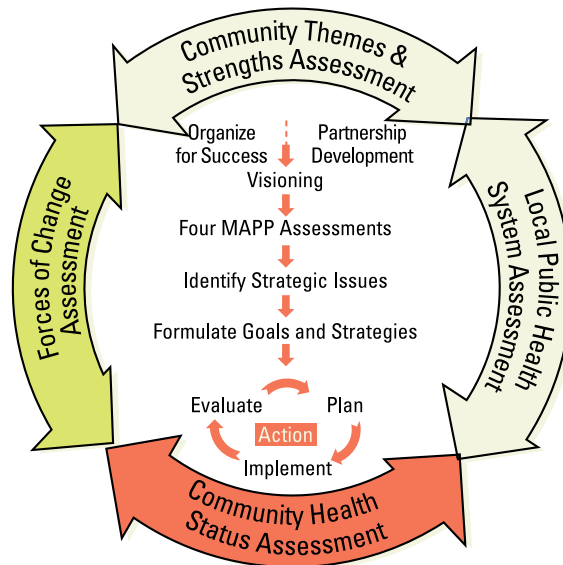 Community Themes &
Strengths Assessment
Organize
for Success
Partnership
Development
Visioning
Four MAPP Assessments
Identify Strategic Issues
Formulate Goals and Strategies
Evaluate
Plan
Action
Implement
Forces of Change
Assessment
Local Public Health
System Assessment
Community Health
Status Assessment